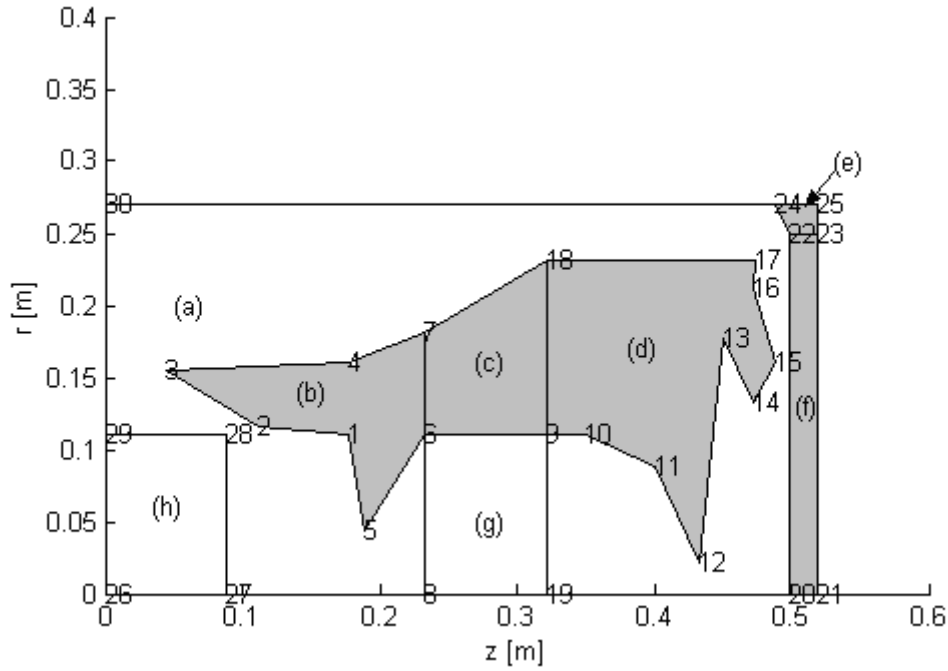 0.4
0.35
0.3
(e)
30 24 25
0.25 22 23
18 17
16
0.2
r [m] (a)
7 13
(d)
4 (c) 15
0.15 3
(b) 14
(f)
2
29 28 1 6 9 10
0.1
11
(h) (g)
0.05 5
12
0 26 27 8 19 20 21
0 0.1 0.2 0.3 0.4 0.5 0.6
z [m]